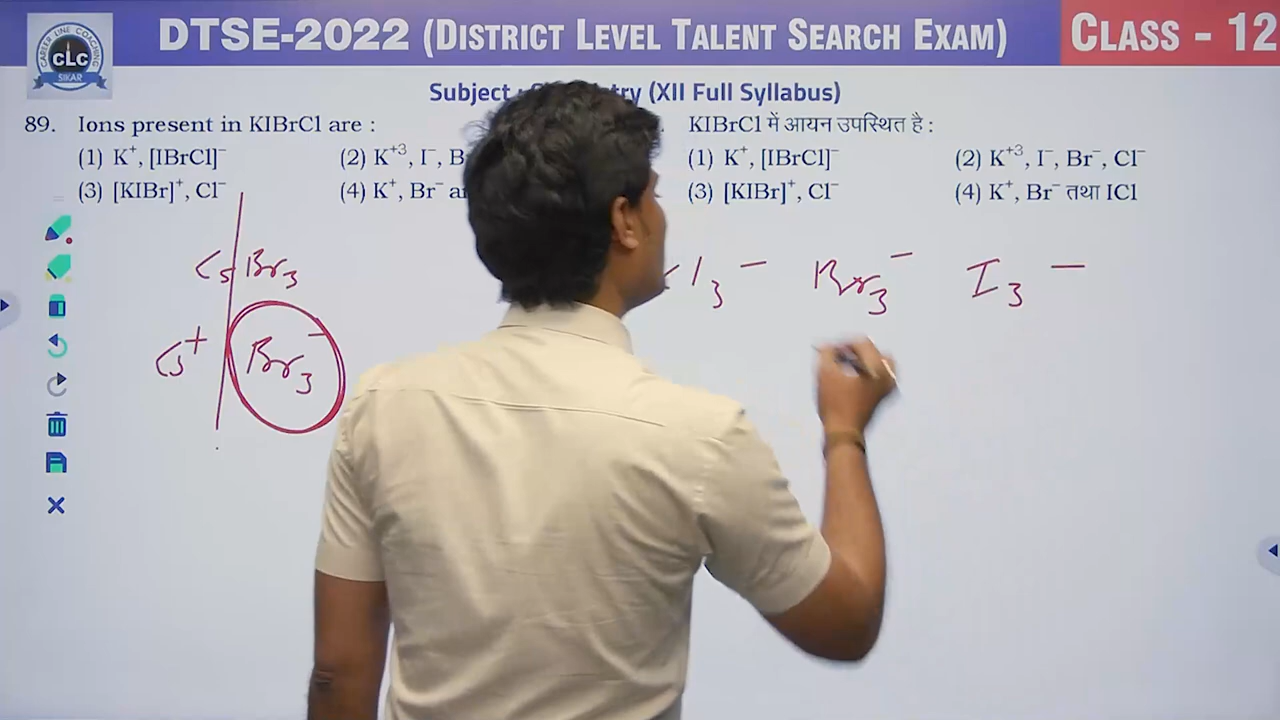 CAREER LINE COACHING
CLC
SIKAR
DTSE-2022 (DISTRICT LEVEL TALENT SEARCH EXAM)
CLASS - 12
Subject : (XII Full Syllabus)
89. Ions present in KIBrCl are :
(1) K⁺, [IBrCl]⁻ (2) K⁺³, I⁻, B
(3) [KIBr]⁺, Cl⁻ (4) K⁺, Br⁻
KIBrCl में आयन उपस्थित है :
(1) K⁺, [IBrCl]⁻ (2) K⁺³, I⁻, Br⁻, Cl⁻
(3) [KIBr]⁺, Cl⁻ (4) K⁺, Br⁻ तथा ICl
Cs Br₃
Cs⁺ Br₃⁻
l₃⁻ Br₃⁻ I₃⁻